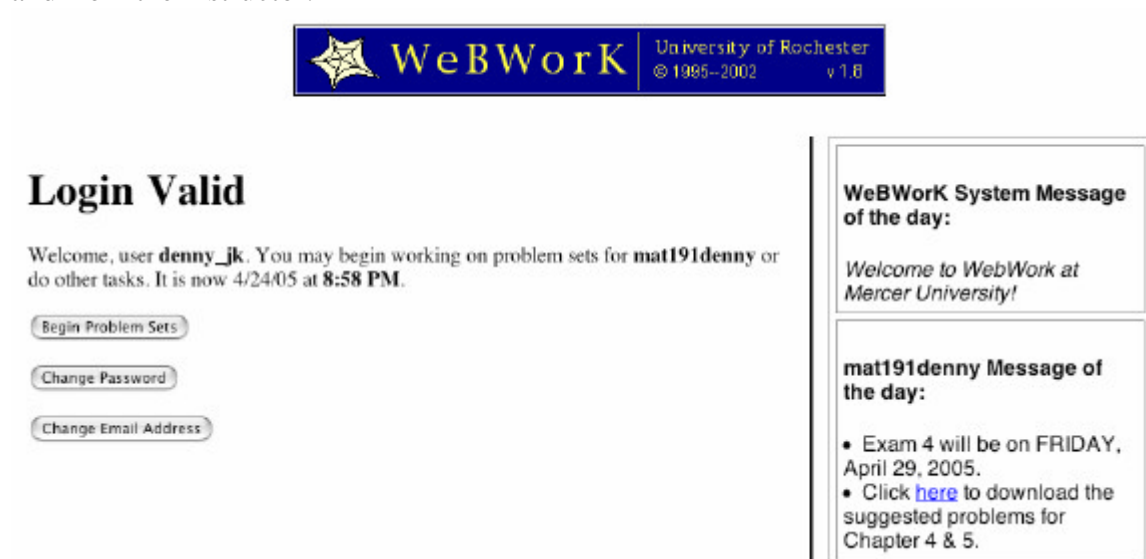 WeBWorK
University of Rochester
© 1995--2002 v 1.8
Login Valid
Welcome, user denny_jk. You may begin working on problem sets for mat191denny or
do other tasks. It is now 4/24/05 at 8:58 PM.
Begin Problem Sets
Change Password
Change Email Address
WeBWorK System Message
of the day:
Welcome to WebWork at
Mercer University!
mat191denny Message of
the day:
• Exam 4 will be on FRIDAY,
April 29, 2005.
• Click here to download the
suggested problems for
Chapter 4 & 5.